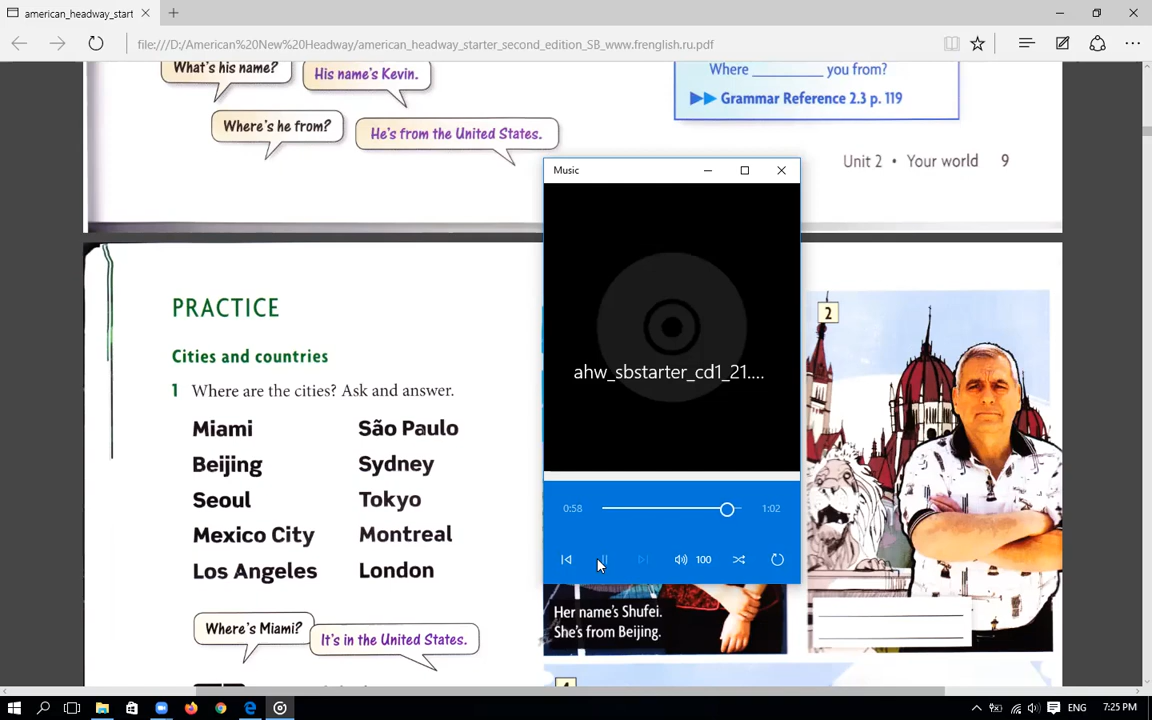 american_headway_start
file:///D:/American%20New%20Headway/american_headway_starter_second_edition_SB_www.frenglish.ru.pdf
What's his name?
His name's Kevin.
Where's he from?
He's from the United States.
Where ________ you from?
Grammar Reference 2.3 p. 119
Unit 2 • Your world 9
Music
ahw_sbstarter_cd1_21....
0:58
1:02
100
PRACTICE
Cities and countries
1 Where are the cities? Ask and answer.
Miami
São Paulo
Beijing
Sydney
Seoul
Tokyo
Mexico City
Montreal
Los Angeles
London
Where's Miami?
It's in the United States.
2
Her name's Shufei.
She's from Beijing.
ENG
7:25 PM